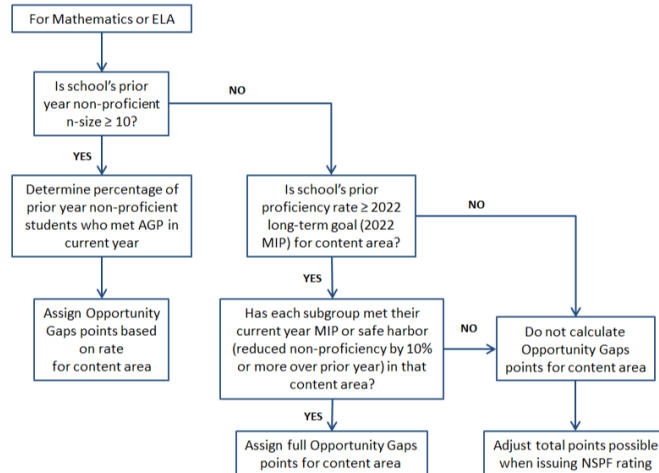 For Mathematics or ELA
Is school's prior
year non-proficient
n-size ≥ 10?
NO
YES
Determine percentage of
prior year non-proficient
students who met AGP in
current year
Is school's prior
proficiency rate ≥ 2022
long-term goal (2022
MIP) for content area?
NO
YES
Assign Opportunity
Gaps points based
on rate
for content area
Has each subgroup met their
current year MIP or safe harbor
(reduced non-proficiency by 10%
or more over prior year) in that
content area?
NO
Do not calculate
Opportunity Gaps
points for content area
YES
Assign full Opportunity Gaps
points for content area
Adjust total points possible
when issuing NSPF rating